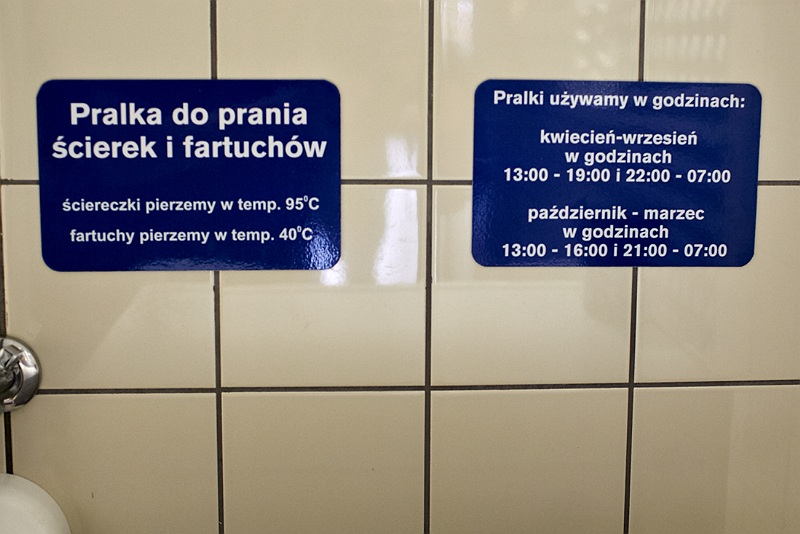 Pralka do prania
ścierek i fartuchów
ściereczki pierzemy w temp. 95°C
fartuchy pierzemy w temp. 40°C
Pralki używamy w godzinach:
kwiecień-wrzesień
w godzinach
13:00 - 19:00 i 22:00 - 07:00
październik - marzec
w godzinach
13:00 - 16:00 i 21:00 - 07:00